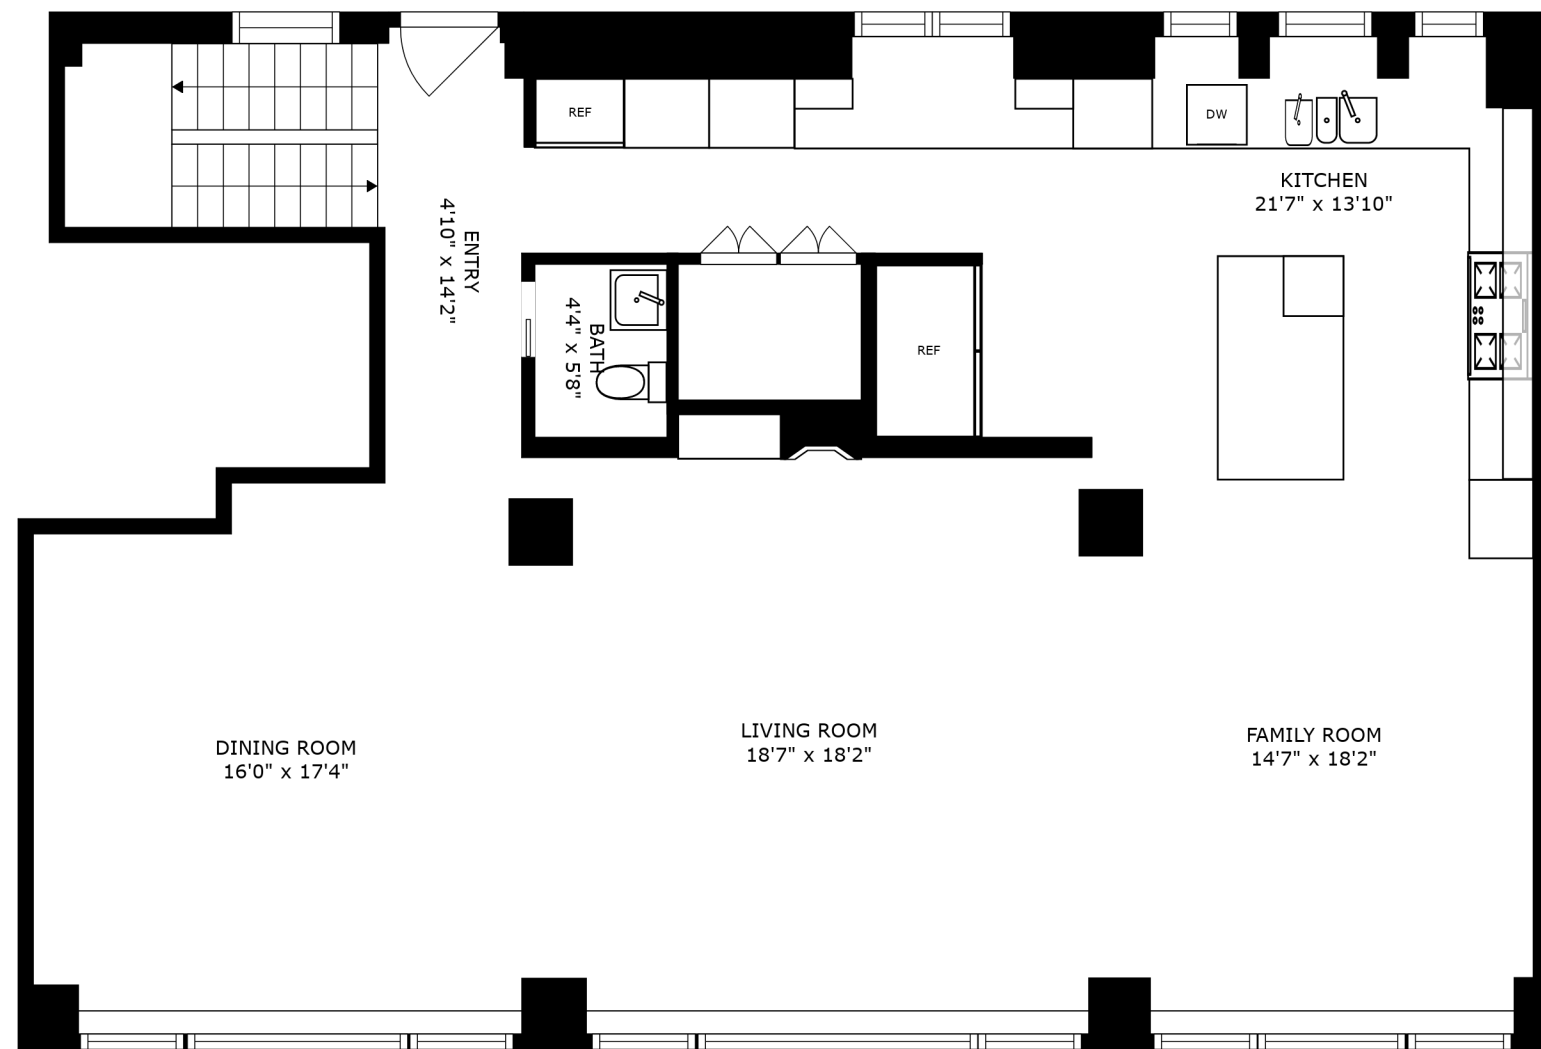 REF
DW
KITCHEN
21'7" x 13'10"
ENTRY
4'10" x 14'2"
BATH
4'4" x 5'8"
REF
DINING ROOM
16'0" x 17'4"
LIVING ROOM
18'7" x 18'2"
FAMILY ROOM
14'7" x 18'2"